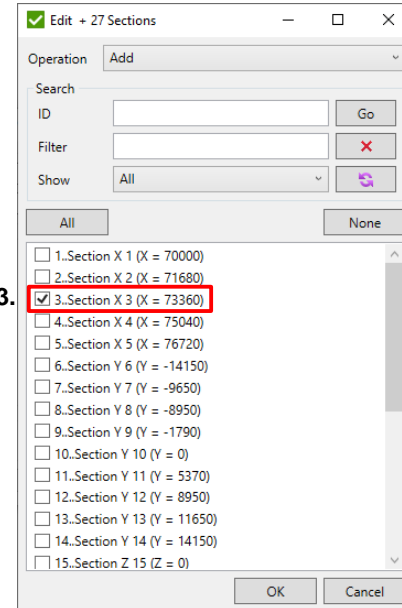 Edit + 27 Sections
Operation Add
Search
ID Go
Filter
Show All
All None
1..Section X 1 (X = 70000)
2..Section X 2 (X = 71680)
3. 3..Section X 3 (X = 73360)
4..Section X 4 (X = 75040)
5..Section X 5 (X = 76720)
6..Section Y 6 (Y = -14150)
7..Section Y 7 (Y = -9650)
8..Section Y 8 (Y = -8950)
9..Section Y 9 (Y = -1790)
10..Section Y 10 (Y = 0)
11..Section Y 11 (Y = 5370)
12..Section Y 12 (Y = 8950)
13..Section Y 13 (Y = 11650)
14..Section Y 14 (Y = 14150)
15..Section Z 15 (Z = 0)
OK Cancel